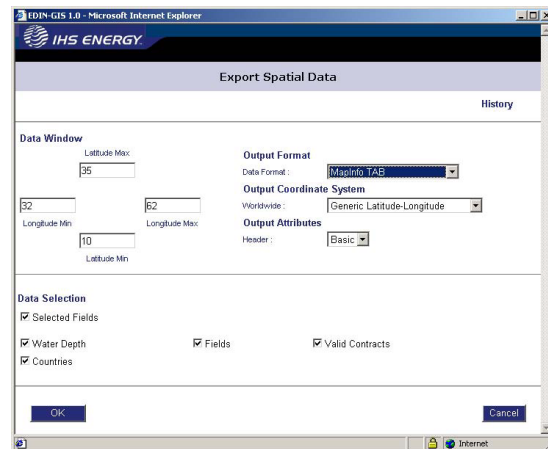 EDIN-GIS 1.0 - Microsoft Internet Explorer
IHS ENERGY.
Export Spatial Data
History
Data Window
Latitude Max
35
32
62
Longitude Min
Longitude Max
10
Latitude Min
Output Format
Data Format :
MapInfo TAB
Output Coordinate System
Worldwide :
Generic Latitude-Longitude
Output Attributes
Header :
Basic
Data Selection
Selected Fields
Water Depth
Fields
Valid Contracts
Countries
OK
Cancel
Internet